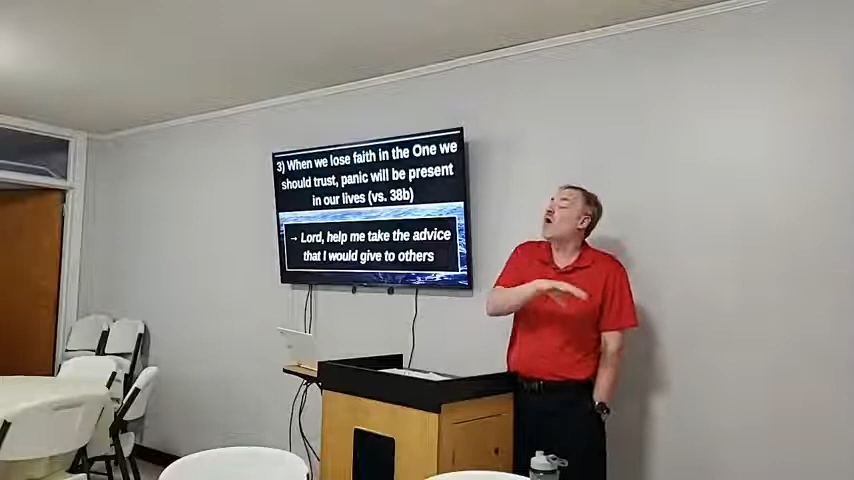 3) When we lose faith in the One we
should trust, panic will be present
in our lives (vs. 38b)
→ Lord, help me take the advice
that I would give to others